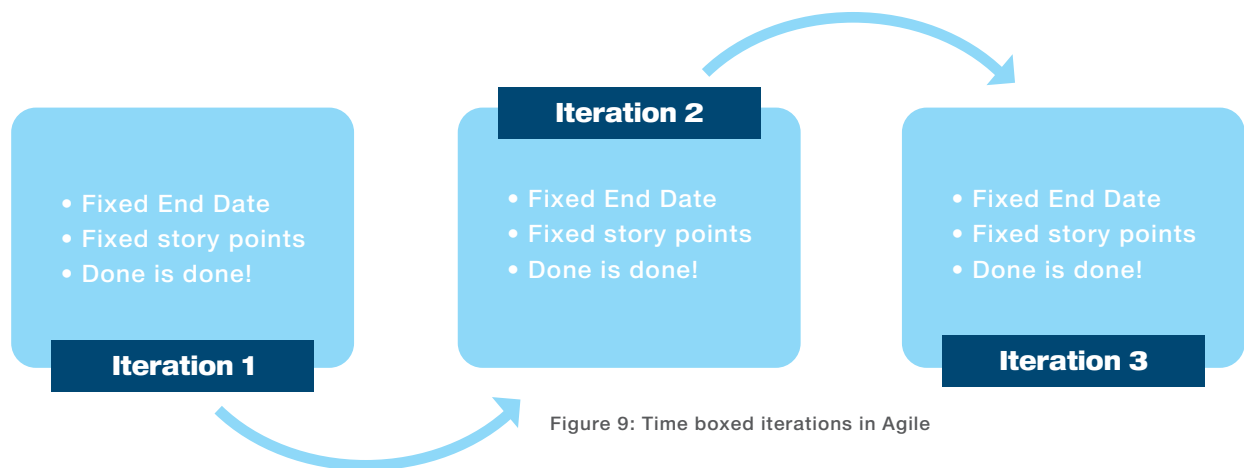 • Fixed End Date
• Fixed story points
• Done is done!
Iteration 1
Iteration 2
• Fixed End Date
• Fixed story points
• Done is done!
• Fixed End Date
• Fixed story points
• Done is done!
Iteration 3
Figure 9: Time boxed iterations in Agile